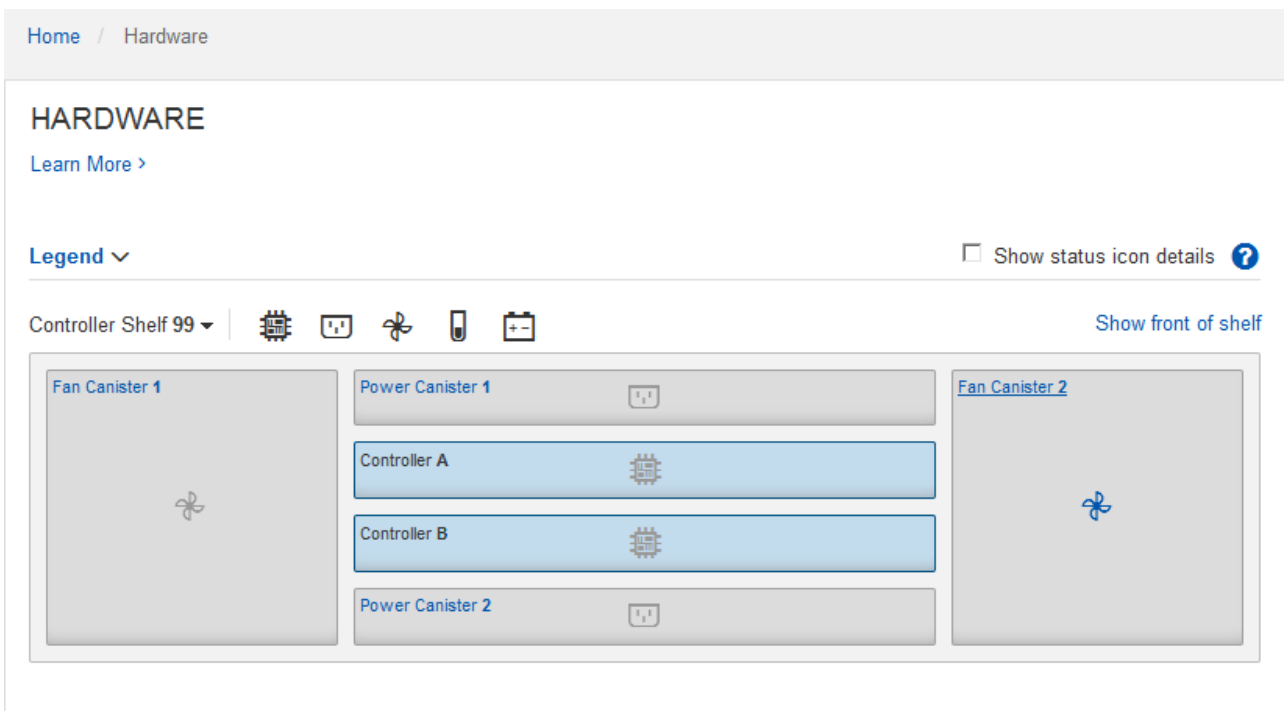 Home / Hardware
HARDWARE
Learn More >
Legend
Show status icon details ?
Controller Shelf 99
Show front of shelf
Fan Canister 1
Power Canister 1
Fan Canister 2
Controller A
Controller B
Power Canister 2